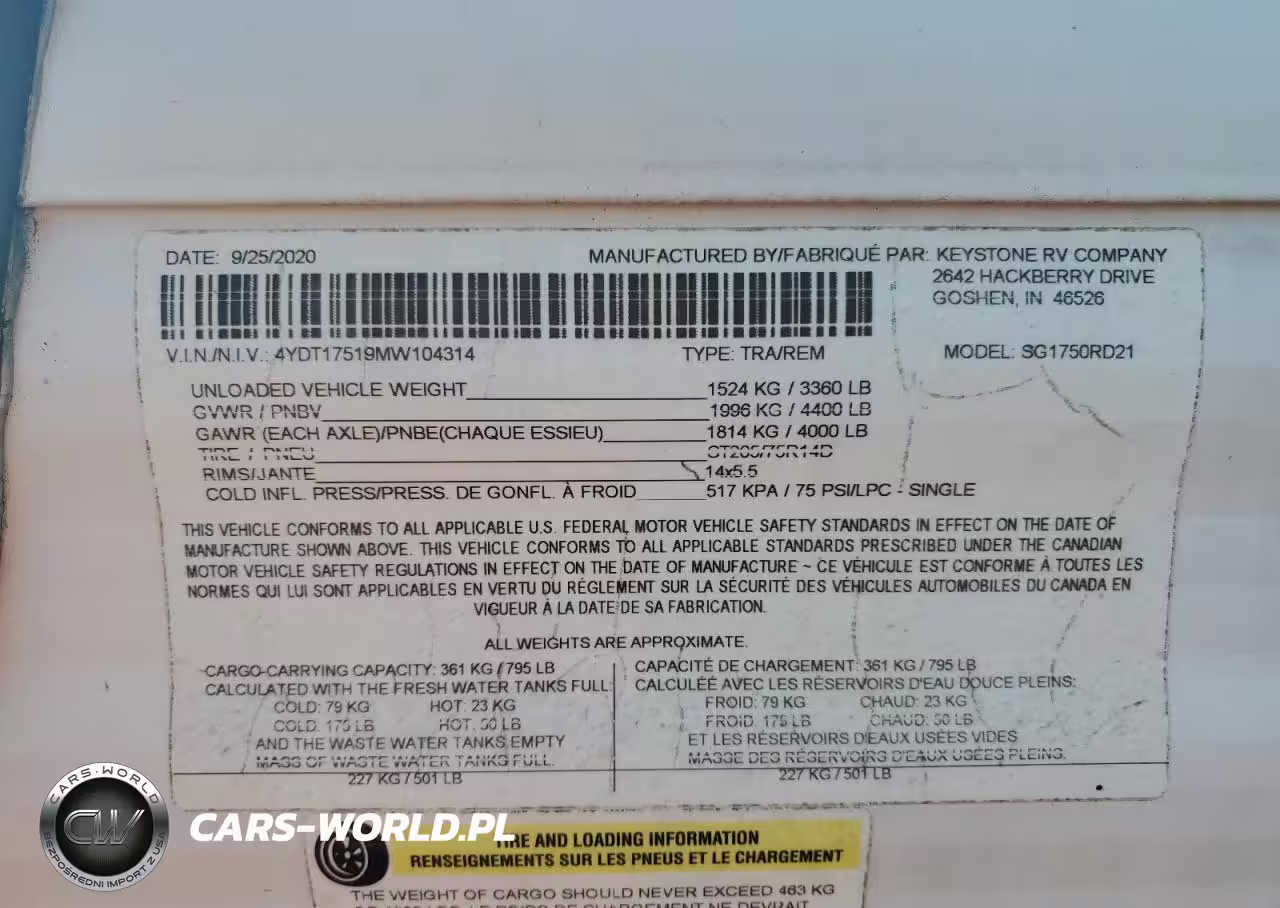 DATE: 9/25/2020
MANUFACTURED BY/FABRIQUÉ PAR: KEYSTONE RV COMPANY
2642 HACKBERRY DRIVE
GOSHEN, IN 46526
V.I.N./N.I.V.: 4YDT17519MW104314 TYPE: TRA/REM MODEL: SG1750RD21
UNLOADED VEHICLE WEIGHT 1524 KG / 3360 LB
GVWR / PNBV 1996 KG / 4400 LB
GAWR (EACH AXLE)/PNBE(CHAQUE ESSIEU) 1814 KG / 4000 LB
TIRE / PNEU ST205/75R14D
RIMS/JANTE 14x5.5
COLD INFL. PRESS/PRESS. DE GONFL. À FROID 517 KPA / 75 PSI/LPC - SINGLE
THIS VEHICLE CONFORMS TO ALL APPLICABLE U.S. FEDERAL MOTOR VEHICLE SAFETY STANDARDS IN EFFECT ON THE DATE OF
MANUFACTURE SHOWN ABOVE. THIS VEHICLE CONFORMS TO ALL APPLICABLE STANDARDS PRESCRIBED UNDER THE CANADIAN
MOTOR VEHICLE SAFETY REGULATIONS IN EFFECT ON THE DATE OF MANUFACTURE ~ CE VÉHICULE EST CONFORME À TOUTES LES
NORMES QUI LUI SONT APPLICABLES EN VERTU DU RÉGLEMENT SUR LA SÉCURITÉ DES VÉHICULES AUTOMOBILES DU CANADA EN
VIGUEUR À LA DATE DE SA FABRICATION.
ALL WEIGHTS ARE APPROXIMATE.
CARGO-CARRYING CAPACITY: 361 KG / 795 LB
CALCULATED WITH THE FRESH WATER TANKS FULL:
COLD: 79 KG HOT: 23 KG
COLD: 175 LB HOT: 50 LB
AND THE WASTE WATER TANKS EMPTY
MASS OF WASTE WATER TANKS FULL.
227 KG / 501 LB
CAPACITÉ DE CHARGEMENT: 361 KG / 795 LB
CALCULÉE AVEC LES RÉSERVOIRS D'EAU DOUCE PLEINS:
FROID: 79 KG CHAUD: 23 KG
FROID: 175 LB CHAUD: 50 LB
ET LES RÉSERVOIRS D'EAUX USÉES VIDES
MASSE DES RÉSERVOIRS D'EAUX USÉES PLEINS.
227 KG / 501 LB
CARS-WORLD
CW
BEZPOŚREDNI IMPORT Z USA
CARS-WORLD.PL
TIRE AND LOADING INFORMATION
RENSEIGNEMENTS SUR LES PNEUS ET LE CHARGEMENT
THE WEIGHT OF CARGO SHOULD NEVER EXCEED 463 KG